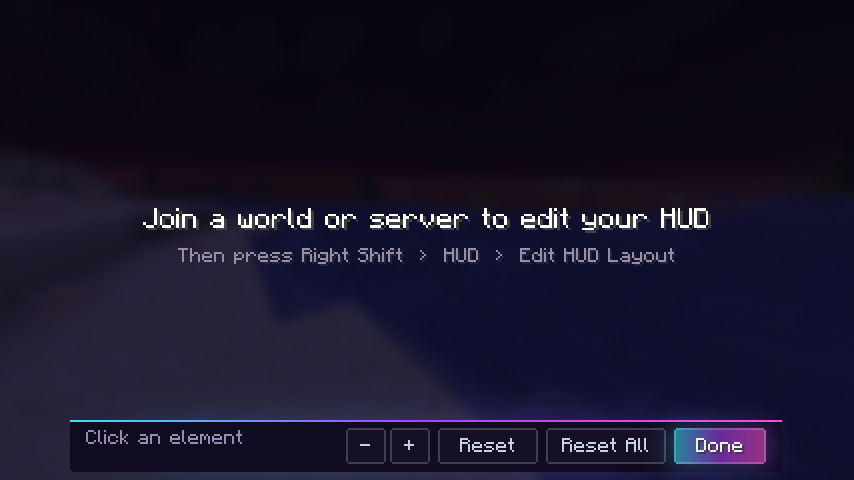 Join a world or server to edit your HUD
Then press Right Shift > HUD > Edit HUD Layout
Click an element
- + Reset Reset All Done